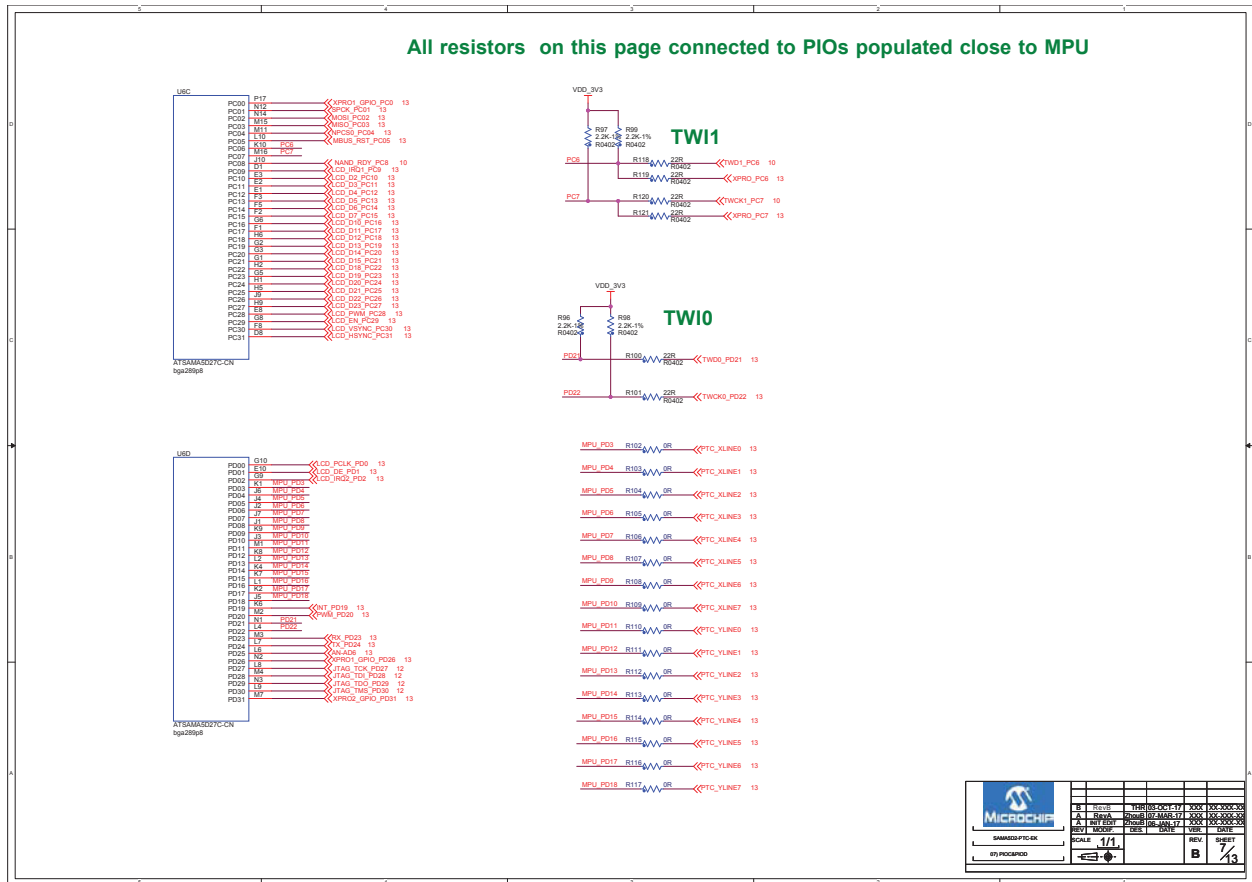 5 4 3 2 1
All resistors on this page connected to PIOs populated close to MPU
U6C
PC00 P17 XPRO1_GPIO_PC0 13
PC01 N12 SPCK_PC01 13
PC02 N14 MOSI_PC02 13
PC03 M15 MISO_PC03 13
PC04 M11 NPCS0_PC04 13
PC05 L10 MBUS_RST_PC05 13
PC06 K10 PC6
PC07 M16 PC7
PC08 J10 NAND_RDY_PC8 10
PC09 D1 LCD_IRQ1_PC9 13
PC10 E3 LCD_D2_PC10 13
PC11 E2 LCD_D3_PC11 13
PC12 E1 LCD_D4_PC12 13
PC13 F3 LCD_D5_PC13 13
PC14 F5 LCD_D6_PC14 13
PC15 F2 LCD_D7_PC15 13
PC16 G6 LCD_D10_PC16 13
PC17 F1 LCD_D11_PC17 13
PC18 H6 LCD_D12_PC18 13
PC19 G2 LCD_D13_PC19 13
PC20 G3 LCD_D14_PC20 13
PC21 G1 LCD_D15_PC21 13
PC22 H2 LCD_D18_PC22 13
PC23 G5 LCD_D19_PC23 13
PC24 H1 LCD_D20_PC24 13
PC25 H5 LCD_D21_PC25 13
PC26 J9 LCD_D22_PC26 13
PC27 H9 LCD_D23_PC27 13
PC28 E8 LCD_PWM_PC28 13
PC29 G8 LCD_EN_PC29 13
PC30 F8 LCD_VSYNC_PC30 13
PC31 D8 LCD_HSYNC_PC31 13
ATSAMA5D27C-CN
bga289p8
VDD_3V3
R97 R99
2.2K-1% 2.2K-1%
R0402 R0402
TWI1
PC6 R118 22R R0402 TWD1_PC6 10
R119 22R R0402 XPRO_PC6 13
PC7 R120 22R R0402 TWCK1_PC7 10
R121 22R R0402 XPRO_PC7 13
VDD_3V3
R96 R98
2.2K-1% 2.2K-1%
R0402 R0402
TWI0
PD21 R100 22R R0402 TWD0_PD21 13
PD22 R101 22R R0402 TWCK0_PD22 13
U6D
PD00 G10 LCD_PCLK_PD0 13
PD01 E10 LCD_DE_PD1 13
PD02 G9 LCD_IRQ2_PD2 13
PD03 K1 MPU_PD3
PD04 J6 MPU_PD4
PD05 J4 MPU_PD5
PD06 J2 MPU_PD6
PD07 J7 MPU_PD7
PD08 J1 MPU_PD8
PD09 K9 MPU_PD9
PD10 J3 MPU_PD10
PD11 M1 MPU_PD11
PD12 K8 MPU_PD12
PD13 L2 MPU_PD13
PD14 K4 MPU_PD14
PD15 K7 MPU_PD15
PD16 L1 MPU_PD16
PD17 K2 MPU_PD17
PD18 J5 MPU_PD18
PD19 K6 INT_PD19 13
PD20 M2 PWM_PD20 13
PD21 N1 PD21
PD22 L4 PD22
PD23 M3 RX_PD23 13
PD24 L7 TX_PD24 13
PD25 L6 AN-AD6 13
PD26 N2 XPRO1_GPIO_PD26 13
PD27 L8 JTAG_TCK_PD27 12
PD28 M4 JTAG_TDI_PD28 12
PD29 N3 JTAG_TDO_PD29 12
PD30 L9 JTAG_TMS_PD30 12
PD31 M7 XPRO2_GPIO_PD31 13
ATSAMA5D27C-CN
bga289p8
MPU_PD3 R102 0R PTC_XLINE0 13
MPU_PD4 R103 0R PTC_XLINE1 13
MPU_PD5 R104 0R PTC_XLINE2 13
MPU_PD6 R105 0R PTC_XLINE3 13
MPU_PD7 R106 0R PTC_XLINE4 13
MPU_PD8 R107 0R PTC_XLINE5 13
MPU_PD9 R108 0R PTC_XLINE6 13
MPU_PD10 R109 0R PTC_XLINE7 13
MPU_PD11 R110 0R PTC_YLINE0 13
MPU_PD12 R111 0R PTC_YLINE1 13
MPU_PD13 R112 0R PTC_YLINE2 13
MPU_PD14 R113 0R PTC_YLINE3 13
MPU_PD15 R114 0R PTC_YLINE4 13
MPU_PD16 R115 0R PTC_YLINE5 13
MPU_PD17 R116 0R PTC_YLINE6 13
MPU_PD18 R117 0R PTC_YLINE7 13
D D
C C
B B
A A
MICROCHIP
SAMA5D2-PTC-EK
07) PIOC&PIOD
B RevB THR 03-OCT-17 XXX XX-XXX-XX
A RevA ZhouB 07-MAR-17 XXX XX-XXX-XX
A INIT EDIT ZhouB 06-JAN-17 XXX XX-XXX-XX
REV MODIF. DES. DATE VER. DATE
SCALE 1/1 REV. B SHEET 7/13
5 4 3 2 1